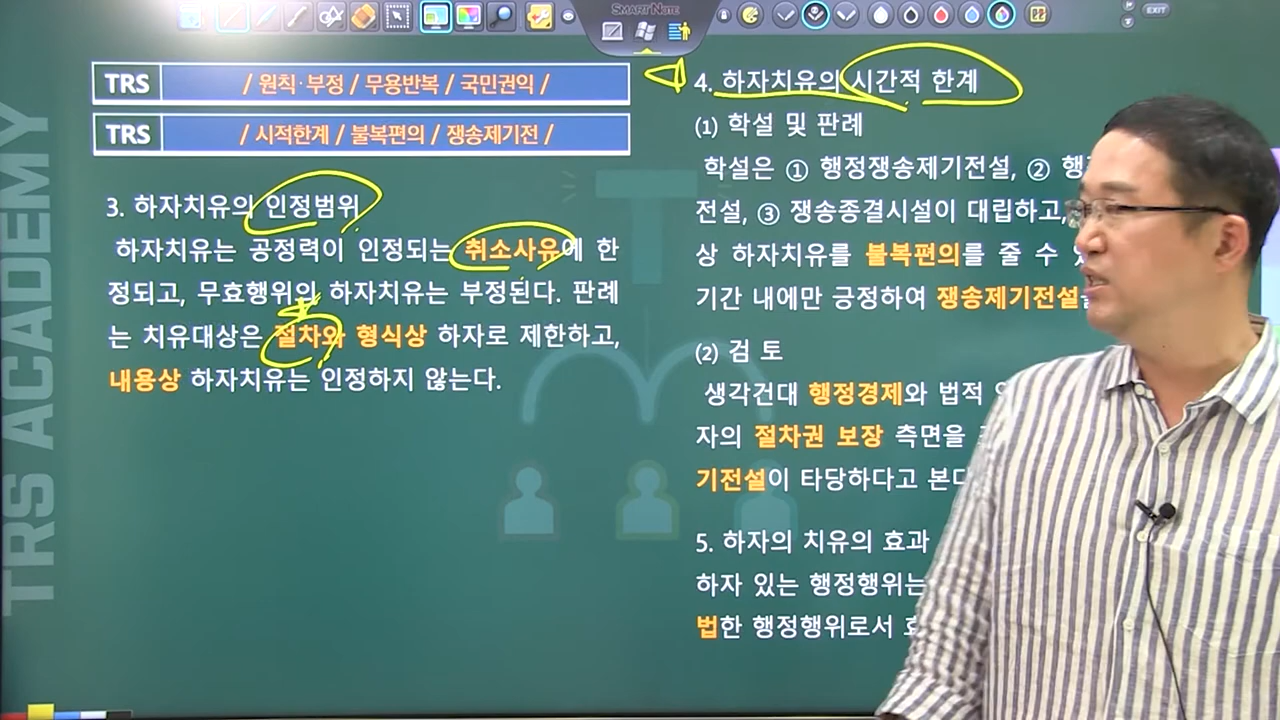 SMART NOTE
EXIT
TRS / 원칙·부정 / 무용반복 / 국민권익 /
TRS / 시적한계 / 불복편의 / 쟁송제기전 /
TRS ACADEMY
3. 하자치유의 인정범위
하자치유는 공정력이 인정되는 취소사유에 한
정되고, 무효행위의 하자치유는 부정된다. 판례
는 치유대상은 절차와 형식상 하자로 제한하고,
내용상 하자치유는 인정하지 않는다.
4. 하자치유의 시간적 한계
(1) 학설 및 판례
학설은 ① 행정쟁송제기전설, ②
전설, ③ 쟁송종결시설이 대립하고,
상 하자치유를 불복편의를 줄 수
기간 내에만 긍정하여 쟁송제기전설
(2) 검 토
생각건대 행정경제와 법적
자의 절차권 보장 측면을
기전설이 타당하다고 본다
5. 하자의 치유의 효과
하자 있는 행정행위는
법한 행정행위로서